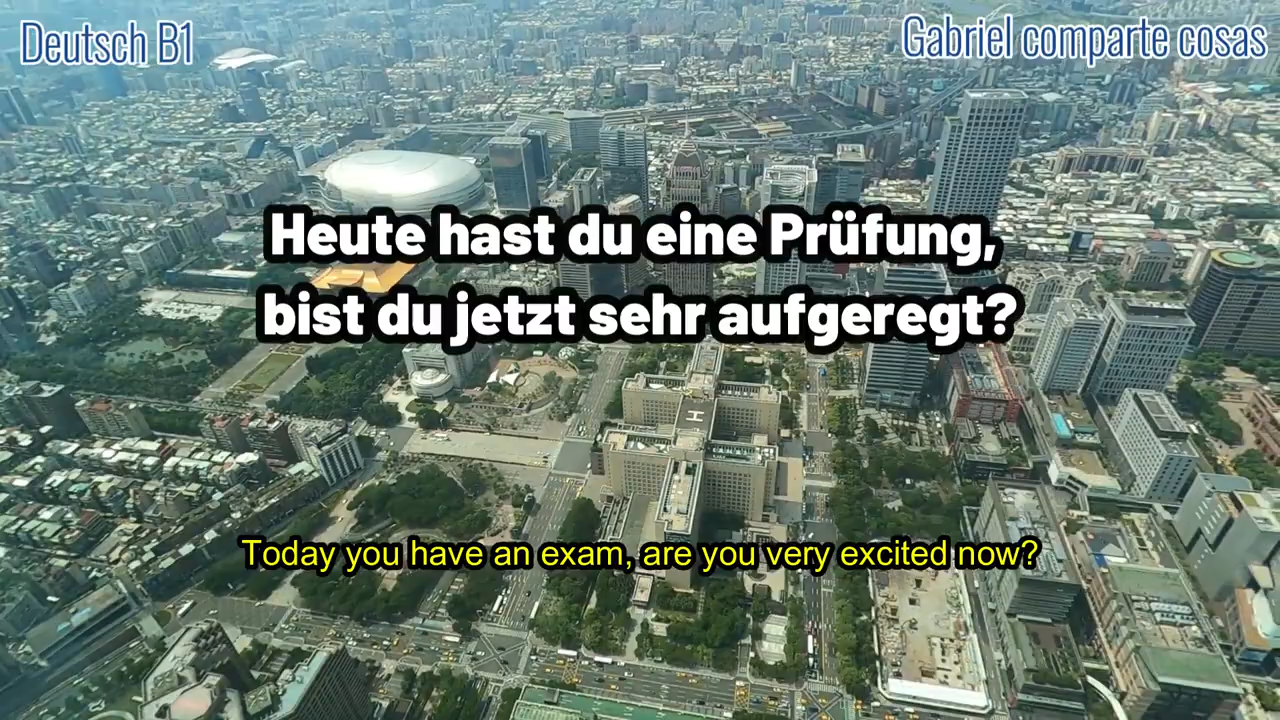 Deutsch B1
Gabriel comparte cosas
Heute hast du eine Prüfung,
bist du jetzt sehr aufgeregt?
H
Today you have an exam, are you very excited now?